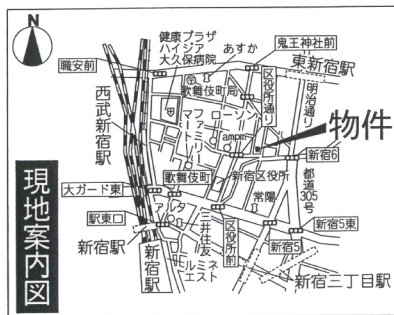 N
健康プラザ
ハイジア
大久保病院
あすか
鬼王神社前
職安前
東新宿駅
歌舞伎町局
区役所通り
明治通り
西武新宿駅
ファミリーマート
ローソン
ampm
物件
新宿6
歌舞伎町
新宿区役所
都道305号
大ガード東
常陽
駅東口
アルタ
三井住友
区役所前
新宿5東
新宿5
新宿駅
新宿駅
ルミネ
エスト
新宿三丁目駅
現地案内図